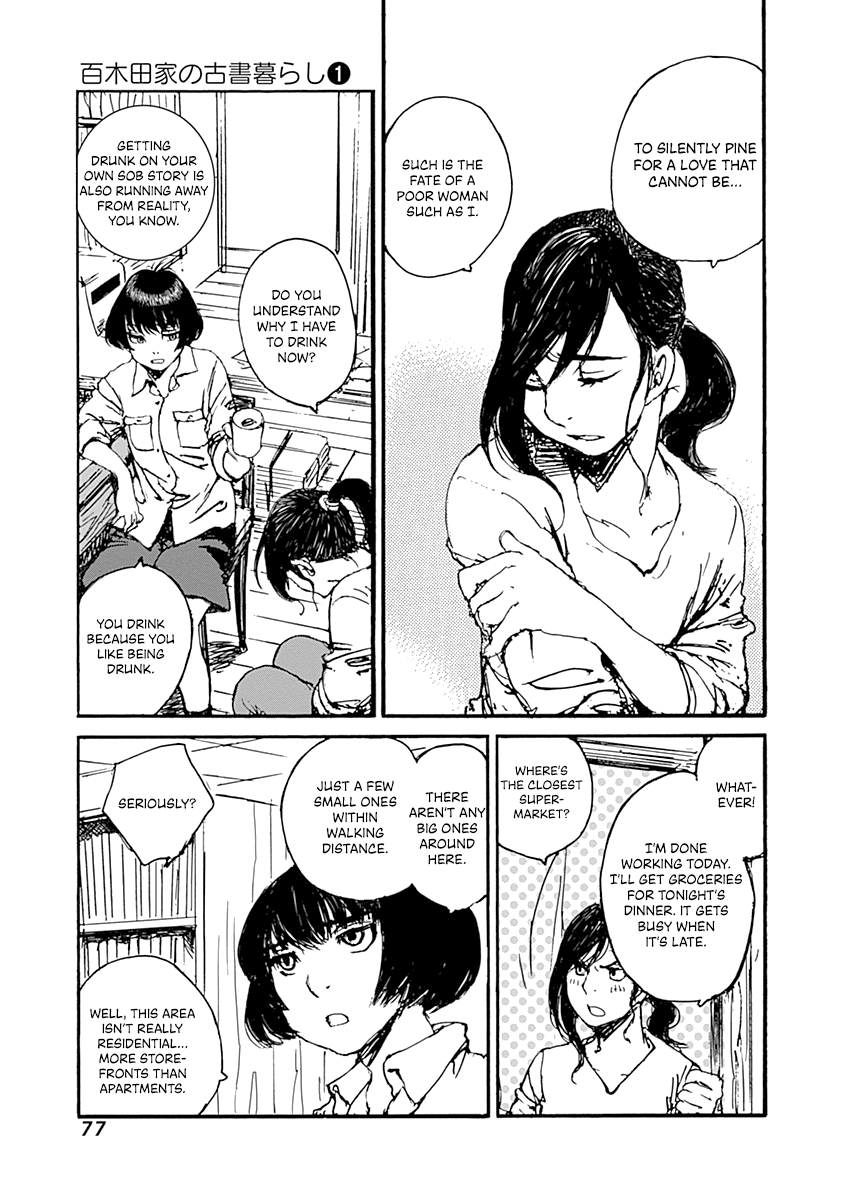 百木田家の古書暮らし❶
TO SILENTLY PINE
FOR A LOVE THAT
CANNOT BE...
SUCH IS THE
FATE OF A
POOR WOMAN
SUCH AS I.
GETTING
DRUNK ON YOUR
OWN SOB STORY IS
ALSO RUNNING AWAY
FROM REALITY,
YOU KNOW.
DO YOU
UNDERSTAND
WHY I HAVE
TO DRINK
NOW?
YOU DRINK
BECAUSE YOU
LIKE BEING
DRUNK.
WHAT-
EVER!
I'M DONE
WORKING TODAY.
I'LL GET GROCERIES
FOR TONIGHT'S
DINNER. IT GETS
BUSY WHEN
IT'S LATE.
WHERE'S
THE CLOSEST
SUPER-
MARKET?
THERE
AREN'T ANY
BIG ONES
AROUND
HERE.
JUST A FEW
SMALL ONES
WITHIN
WALKING
DISTANCE.
SERIOUSLY?
WELL, THIS AREA
ISN'T REALLY
RESIDENTIAL...
MORE STORE-
FRONTS THAN
APARTMENTS.
77